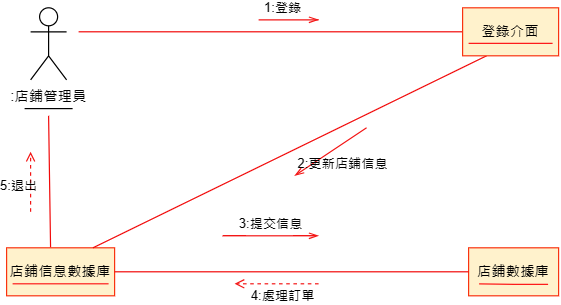 1:登錄
登錄介面
:店鋪管理員
2:更新店鋪信息
5:退出
3:提交信息
店鋪信息數據庫
店鋪數據庫
4:處理訂單